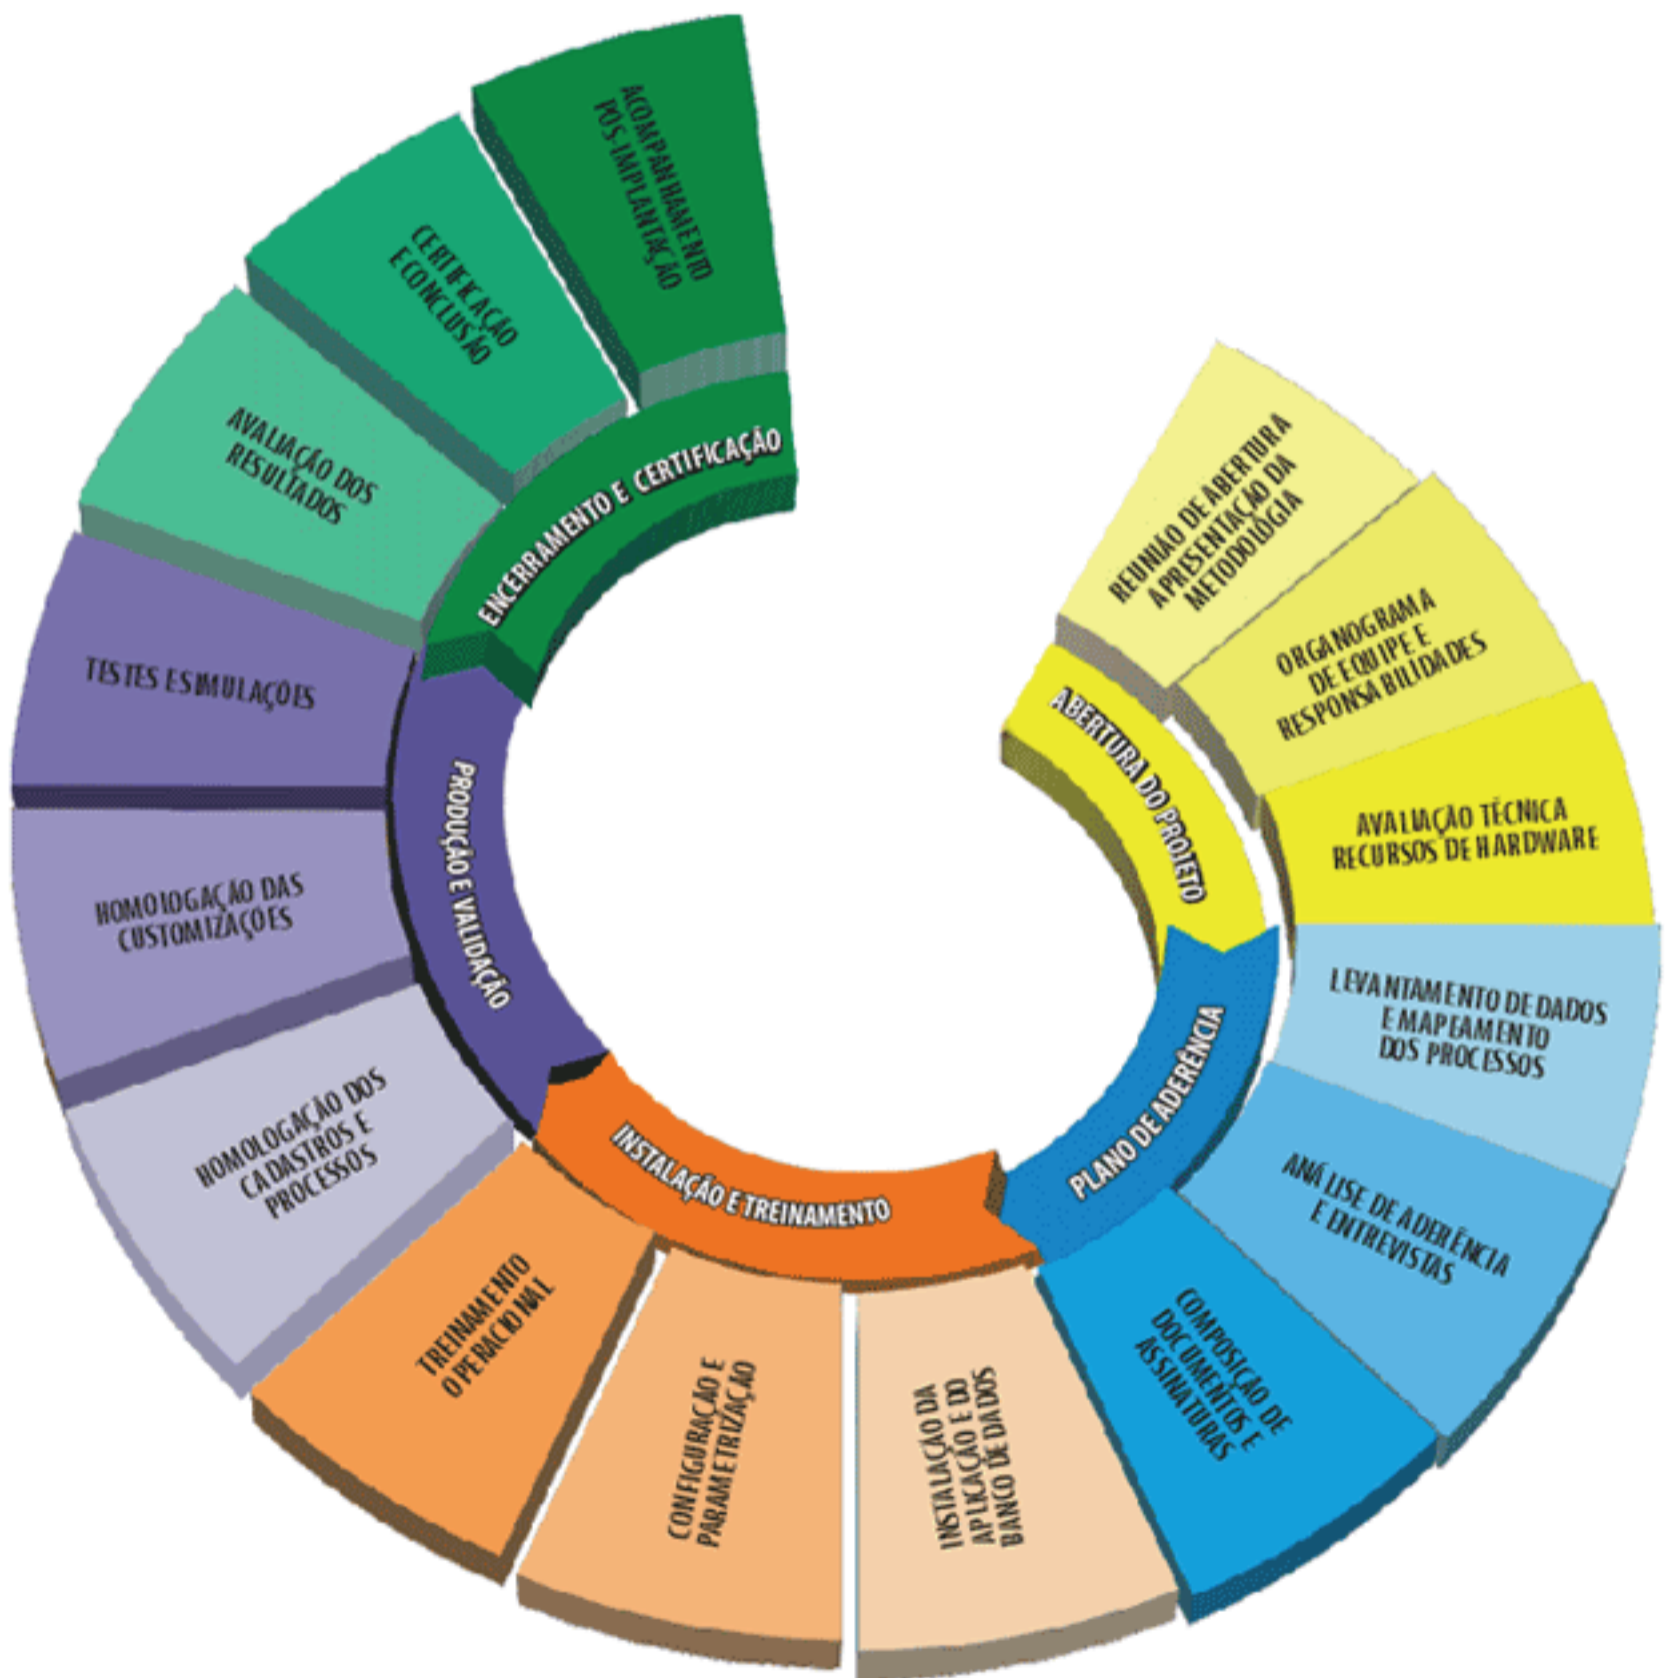 ABERTURA DO PROJETO
REUNIÃO DE ABERTURA
APRESENTAÇÃO DA
METODOLOGIA
ORGANOGRAMA
DE EQUIPE E
RESPONSABILIDADES
AVALIAÇÃO TÉCNICA
RECURSOS DE HARDWARE
PLANO DE ADERÊNCIA
LEVANTAMENTO DE DADOS
E MAPEAMENTO
DOS PROCESSOS
ANÁLISE DE ADERÊNCIA
E ENTREVISTAS
COMPOSIÇÃO DE
DOCUMENTOS E
ASSINATURAS
INSTALAÇÃO E TREINAMENTO
INSTALAÇÃO DA
APLICAÇÃO E DO
BANCO DE DADOS
CONFIGURAÇÃO E
PARAMETRIZAÇÃO
TREINAMENTO
OPERACIONAL
PRODUÇÃO E VALIDAÇÃO
HOMOLOGAÇÃO DOS
CADASTROS E
PROCESSOS
HOMOLOGAÇÃO DAS
CUSTOMIZAÇÕES
TESTES E SIMULAÇÕES
ENCERRAMENTO E CERTIFICAÇÃO
AVALIAÇÃO DOS
RESULTADOS
CERTIFICAÇÃO
E CONCLUSÃO
ACOMPANHAMENTO
PÓS-IMPLANTAÇÃO